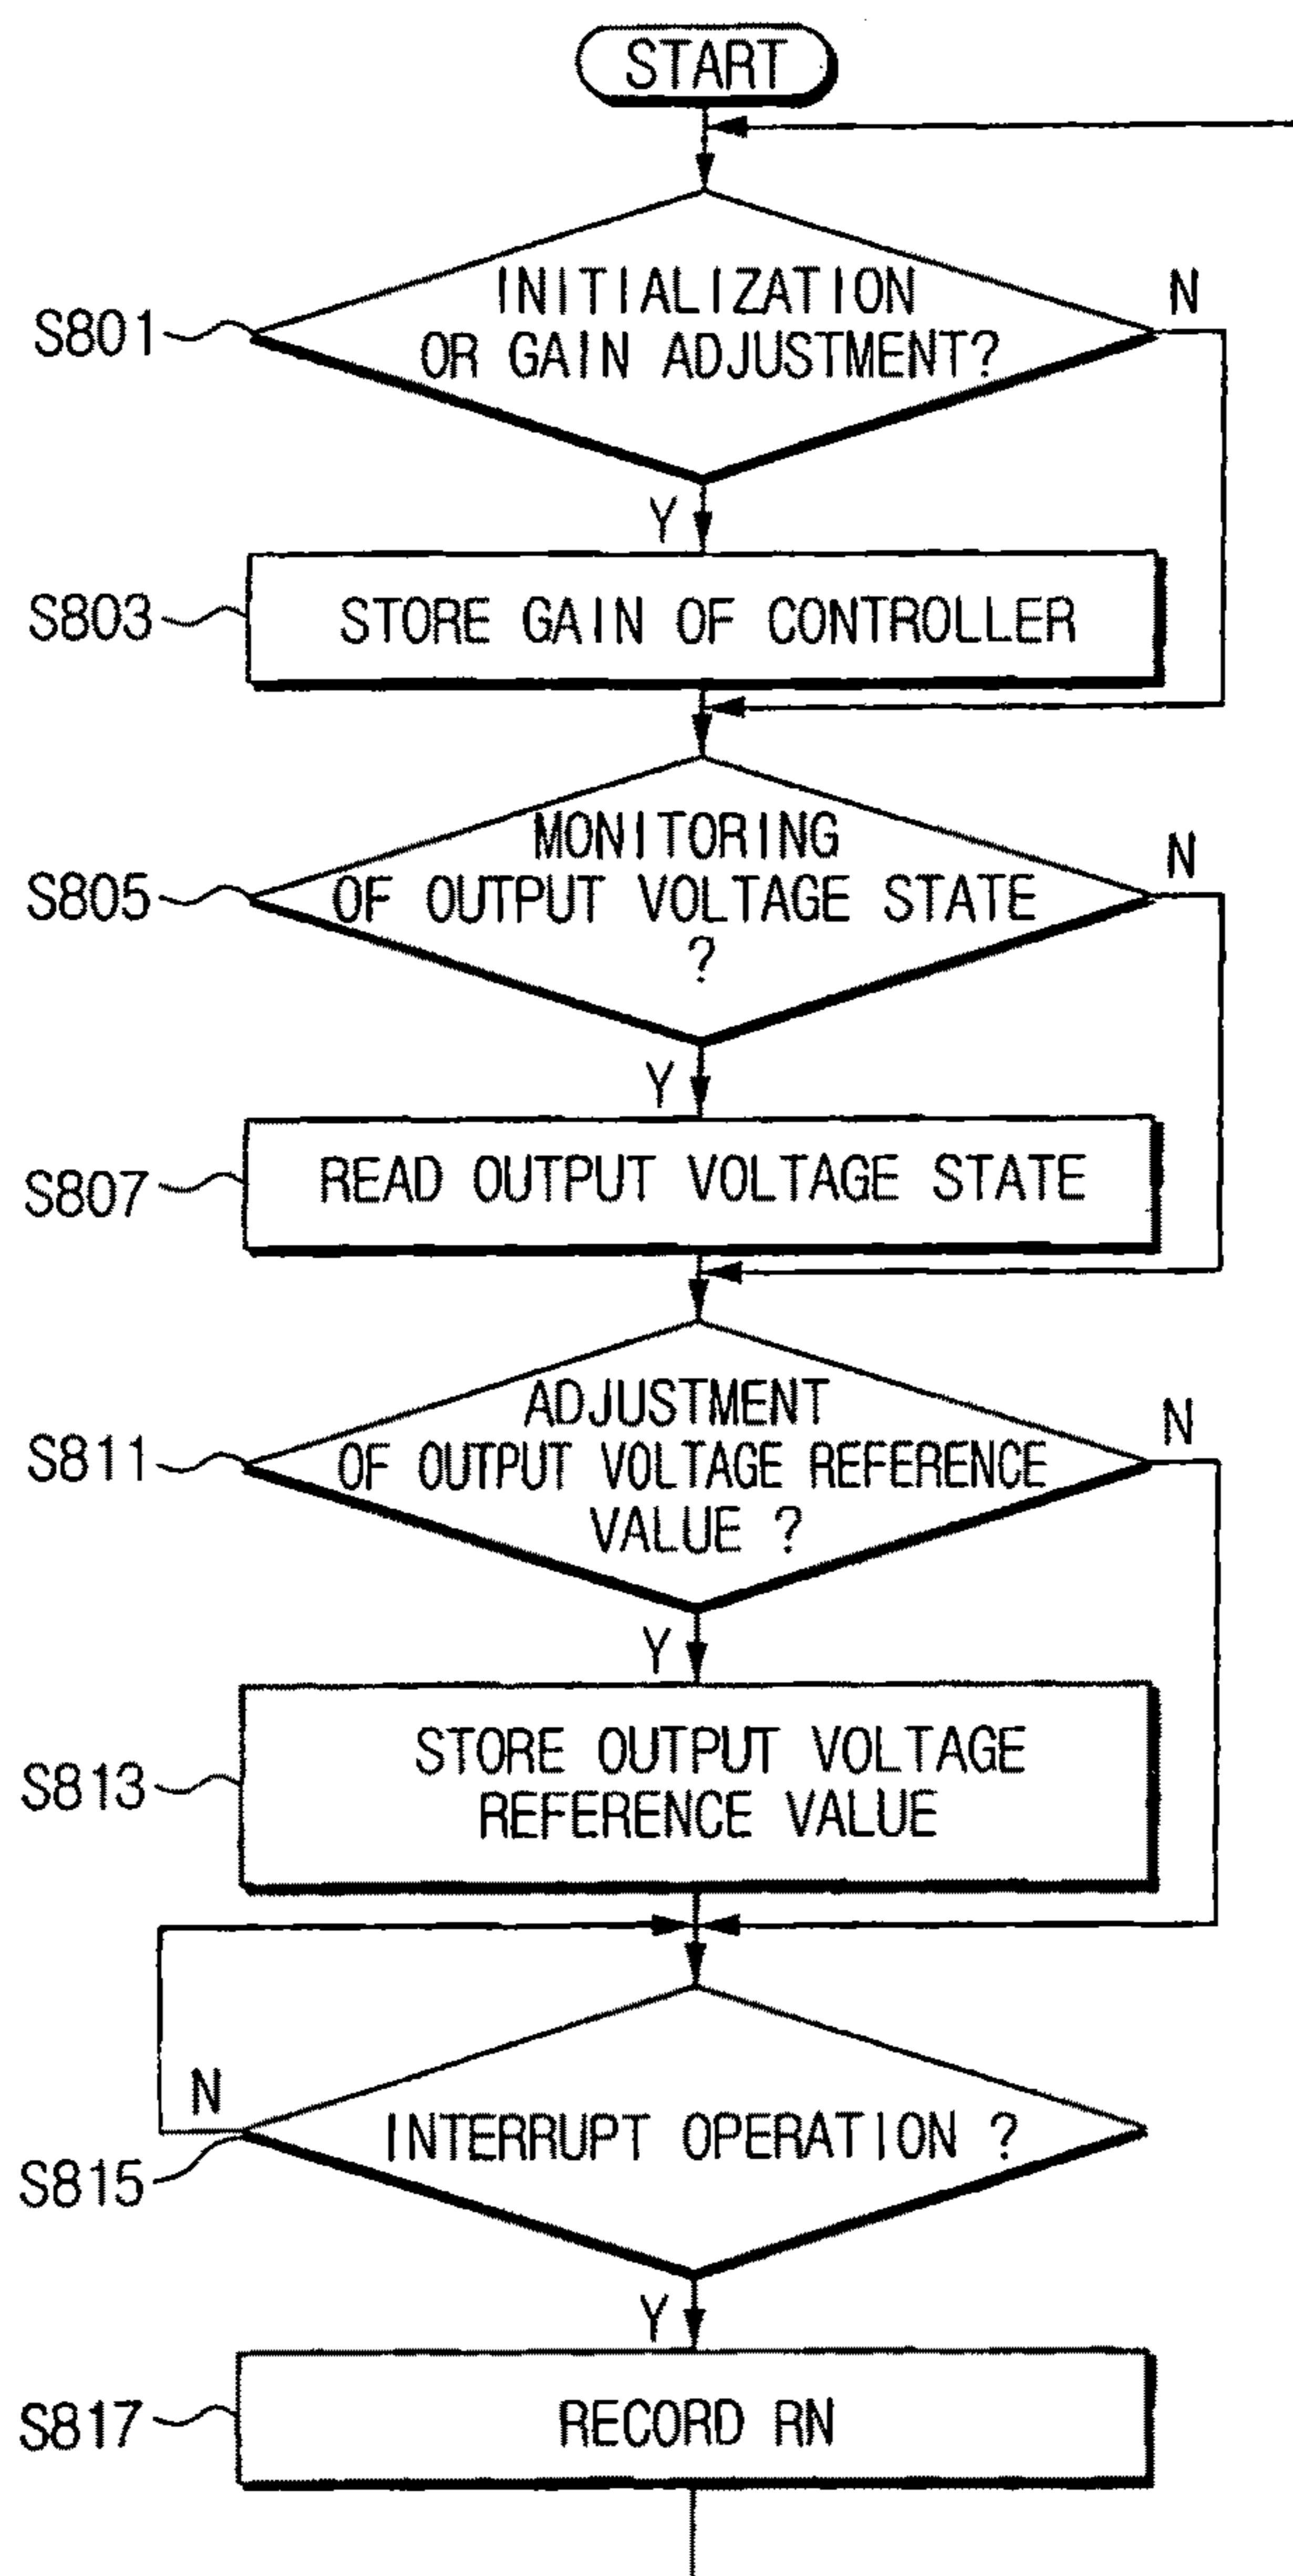 START
INITIALIZATION
OR GAIN ADJUSTMENT?
N
S801
Y
STORE GAIN OF CONTROLLER
S803
MONITORING
OF OUTPUT VOLTAGE STATE
?
N
S805
Y
READ OUTPUT VOLTAGE STATE
S807
ADJUSTMENT
OF OUTPUT VOLTAGE REFERENCE
VALUE ?
N
S811
Y
STORE OUTPUT VOLTAGE
REFERENCE VALUE
S813
N
INTERRUPT OPERATION ?
S815
Y
RECORD RN
S817